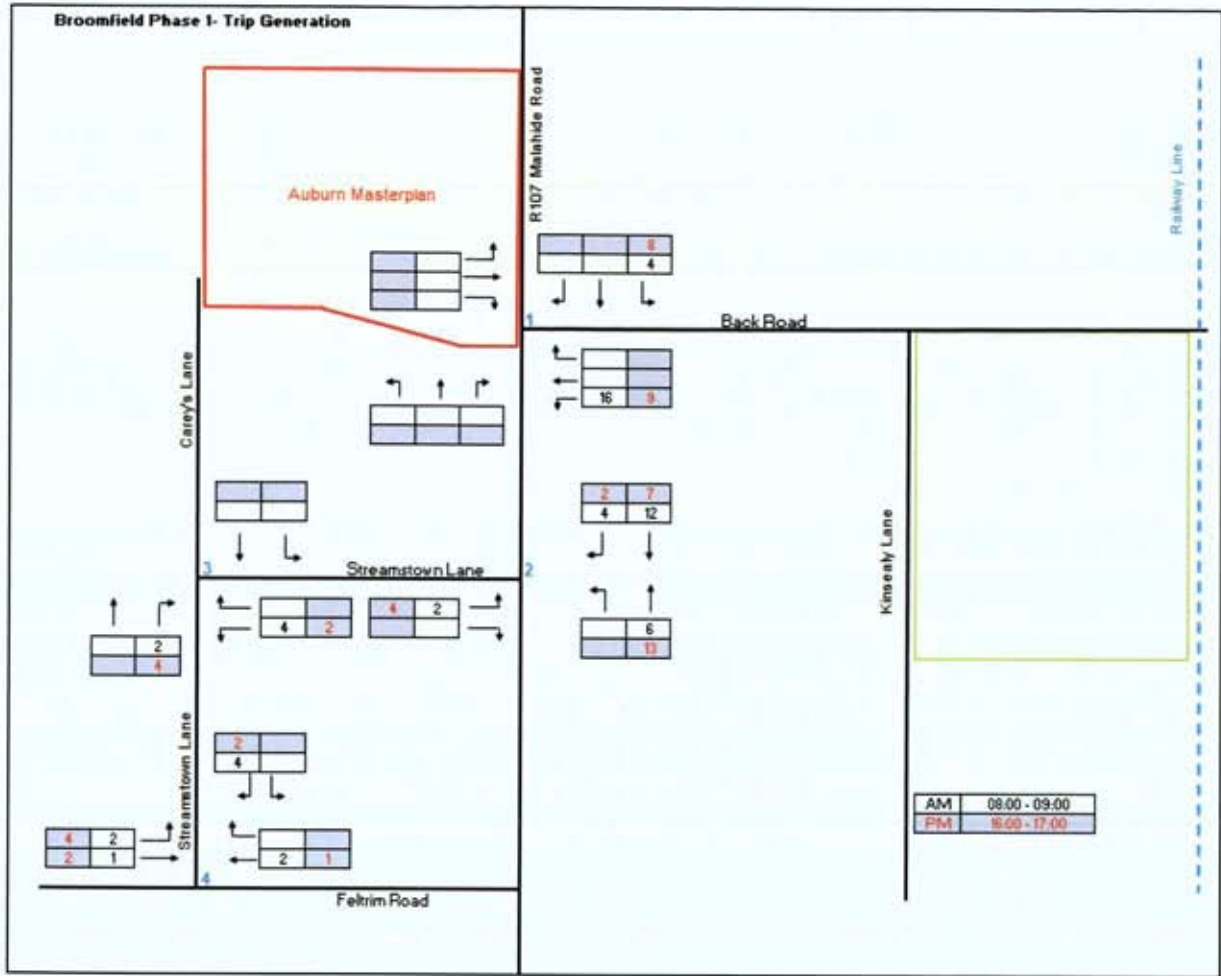 Broomfield Phase 1- Trip Generation
R107 Malahide Road
Railway Line
Auburn Masterplan
8
4
1
Back Road
16 9
Carey's Lane
Kinsealy Lane
2 7
4 12
3
Streamstown Lane
2
4 2
4 2
6
13
2
4
Streamstown Lane
2
4
AM 08:00 - 09:00
PM 16:00 - 17:00
4 2
2 1
2 1
4
Feltrim Road